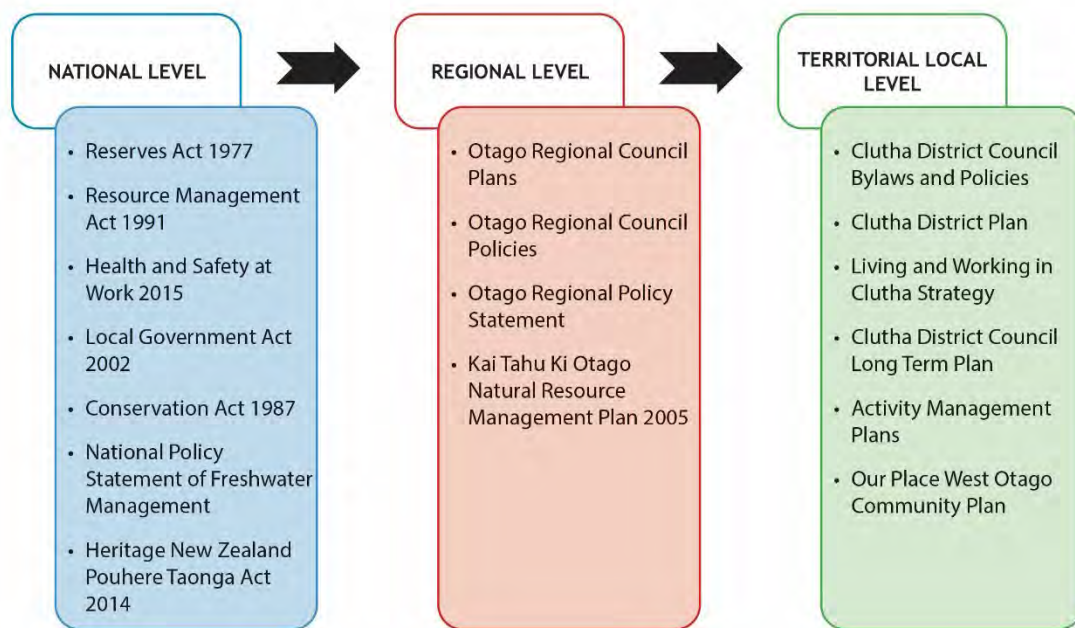 NATIONAL LEVEL
• Reserves Act 1977
• Resource Management
Act 1991
• Health and Safety at
Work 2015
• Local Government Act
2002
• Conservation Act 1987
• National Policy
Statement of Freshwater
Management
• Heritage New Zealand
Pouhere Taonga Act
2014
REGIONAL LEVEL
• Otago Regional Council
Plans
• Otago Regional Council
Policies
• Otago Regional Policy
Statement
• Kai Tahu Ki Otago
Natural Resource
Management Plan 2005
TERRITORIAL LOCAL
LEVEL
• Clutha District Council
Bylaws and Policies
• Clutha District Plan
• Living and Working in
Clutha Strategy
• Clutha District Council
Long Term Plan
• Activity Management
Plans
• Our Place West Otago
Community Plan